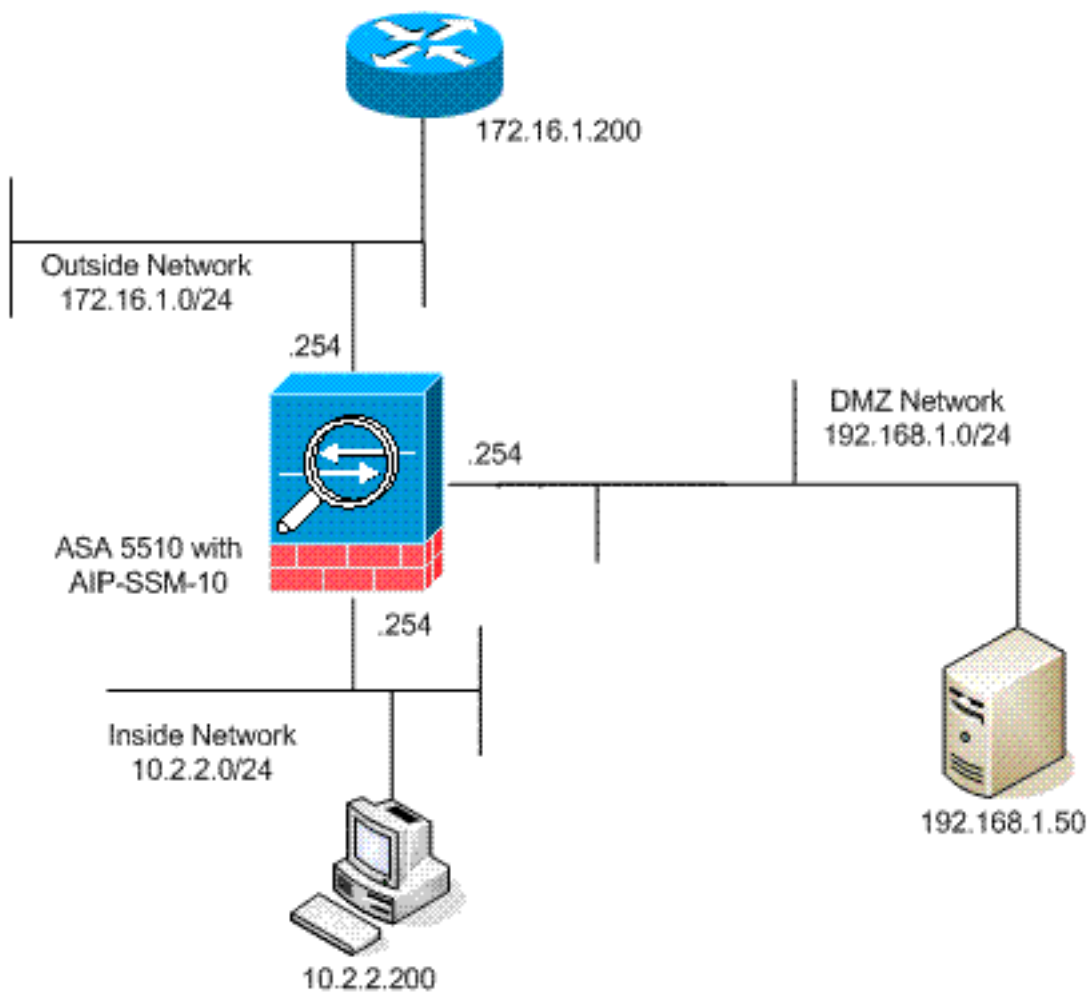 172.16.1.200
Outside Network
172.16.1.0/24
.254
DMZ Network
192.168.1.0/24
.254
ASA 5510 with
AIP-SSM-10
.254
Inside Network
10.2.2.0/24
192.168.1.50
10.2.2.200